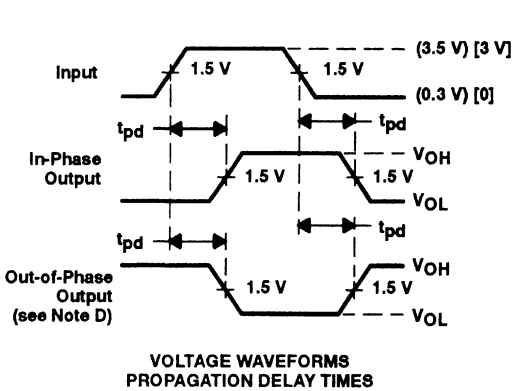 (3.5 V) [3 V]
Input
1.5 V
1.5 V
(0.3 V) [0]
tpd
tpd
In-Phase
Output
VOH
1.5 V
1.5 V
VOL
tpd
tpd
Out-of-Phase
Output
(see Note D)
VOH
1.5 V
1.5 V
VOL
VOLTAGE WAVEFORMS
PROPAGATION DELAY TIMES